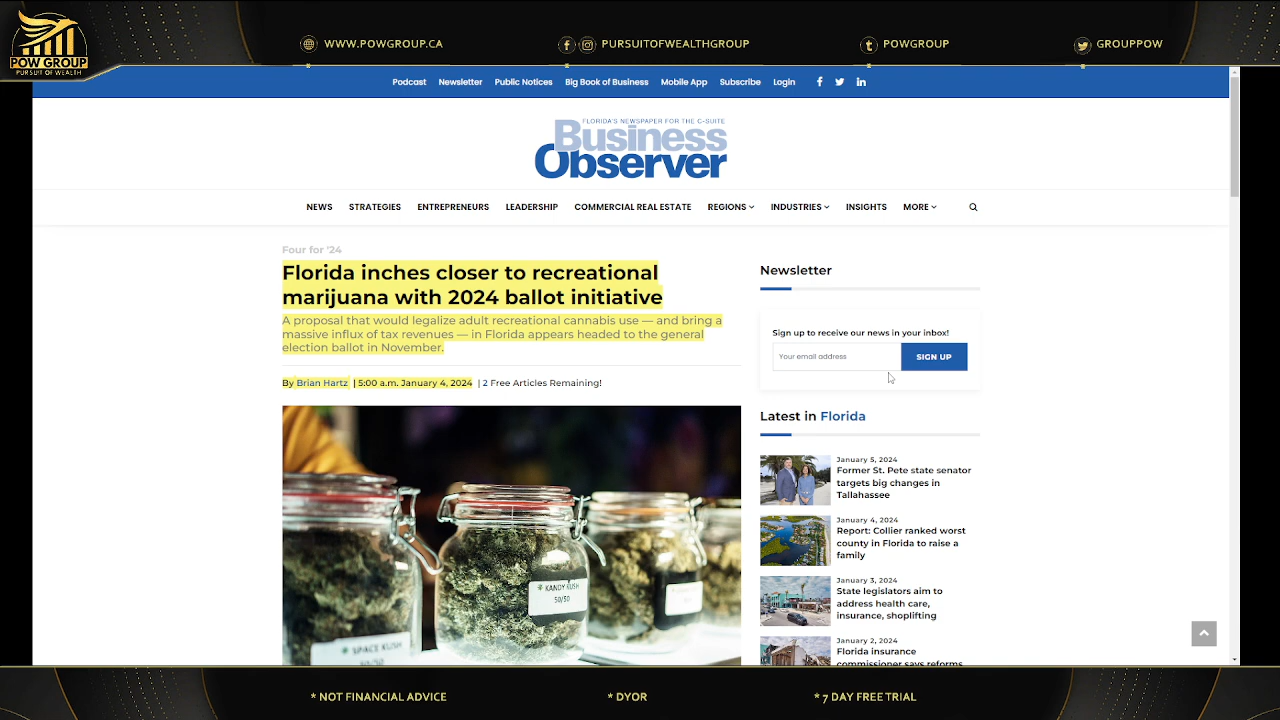 POW GROUP
PURSUIT OF WEALTH
WWW.POWGROUP.CA
PURSUITOFWEALTHGROUP
POWGROUP
GROUPPOW
Podcast Newsletter Public Notices Big Book of Business Mobile App Subscribe Login
FLORIDA'S NEWSPAPER FOR THE C-SUITE
Business
Observer
NEWS STRATEGIES ENTREPRENEURS LEADERSHIP COMMERCIAL REAL ESTATE REGIONS INDUSTRIES INSIGHTS MORE
Four for '24
Florida inches closer to recreational
marijuana with 2024 ballot initiative
A proposal that would legalize adult recreational cannabis use — and bring a
massive influx of tax revenues — in Florida appears headed to the general
election ballot in November.
By Brian Hartz | 5:00 a.m. January 4, 2024 | 2 Free Articles Remaining!
KANDY KUSH
50/50
SPACE KUSH
Newsletter
Sign up to receive our news in your inbox!
Your email address
SIGN UP
Latest in Florida
January 5, 2024
Former St. Pete state senator
targets big changes in
Tallahassee
January 4, 2024
Report: Collier ranked worst
county in Florida to raise a
family
January 3, 2024
State legislators aim to
address health care,
insurance, shoplifting
January 2, 2024
Florida insurance
commissioner says reforms
* NOT FINANCIAL ADVICE
* DYOR
* 7 DAY FREE TRIAL